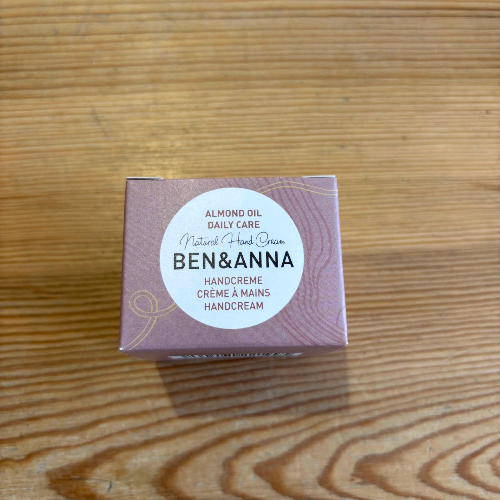 ALMOND OIL
DAILY CARE
Natural Hand Cream
BEN&ANNA
HANDCREME
CRÈME À MAINS
HANDCREAM